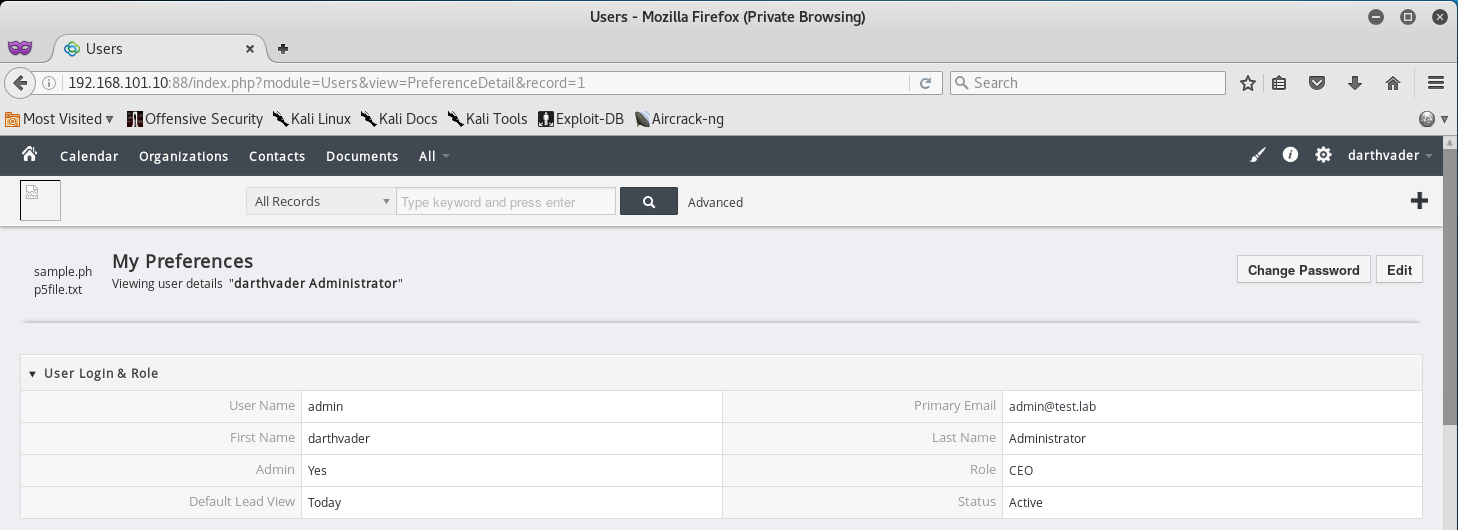 Users - Mozilla Firefox (Private Browsing)
Users
192.168.101.10:88/index.php?module=Users&view=PreferenceDetail&record=1
Search
Most Visited Offensive Security Kali Linux Kali Docs Kali Tools Exploit-DB Aircrack-ng
Calendar Organizations Contacts Documents All darthvader
All Records Type keyword and press enter Advanced
My Preferences
sample.ph
p5file.txt
Viewing user details "darthvader Administrator"
Change Password Edit
User Login & Role
User Name admin Primary Email admin@test.lab
First Name darthvader Last Name Administrator
Admin Yes Role CEO
Default Lead View Today Status Active